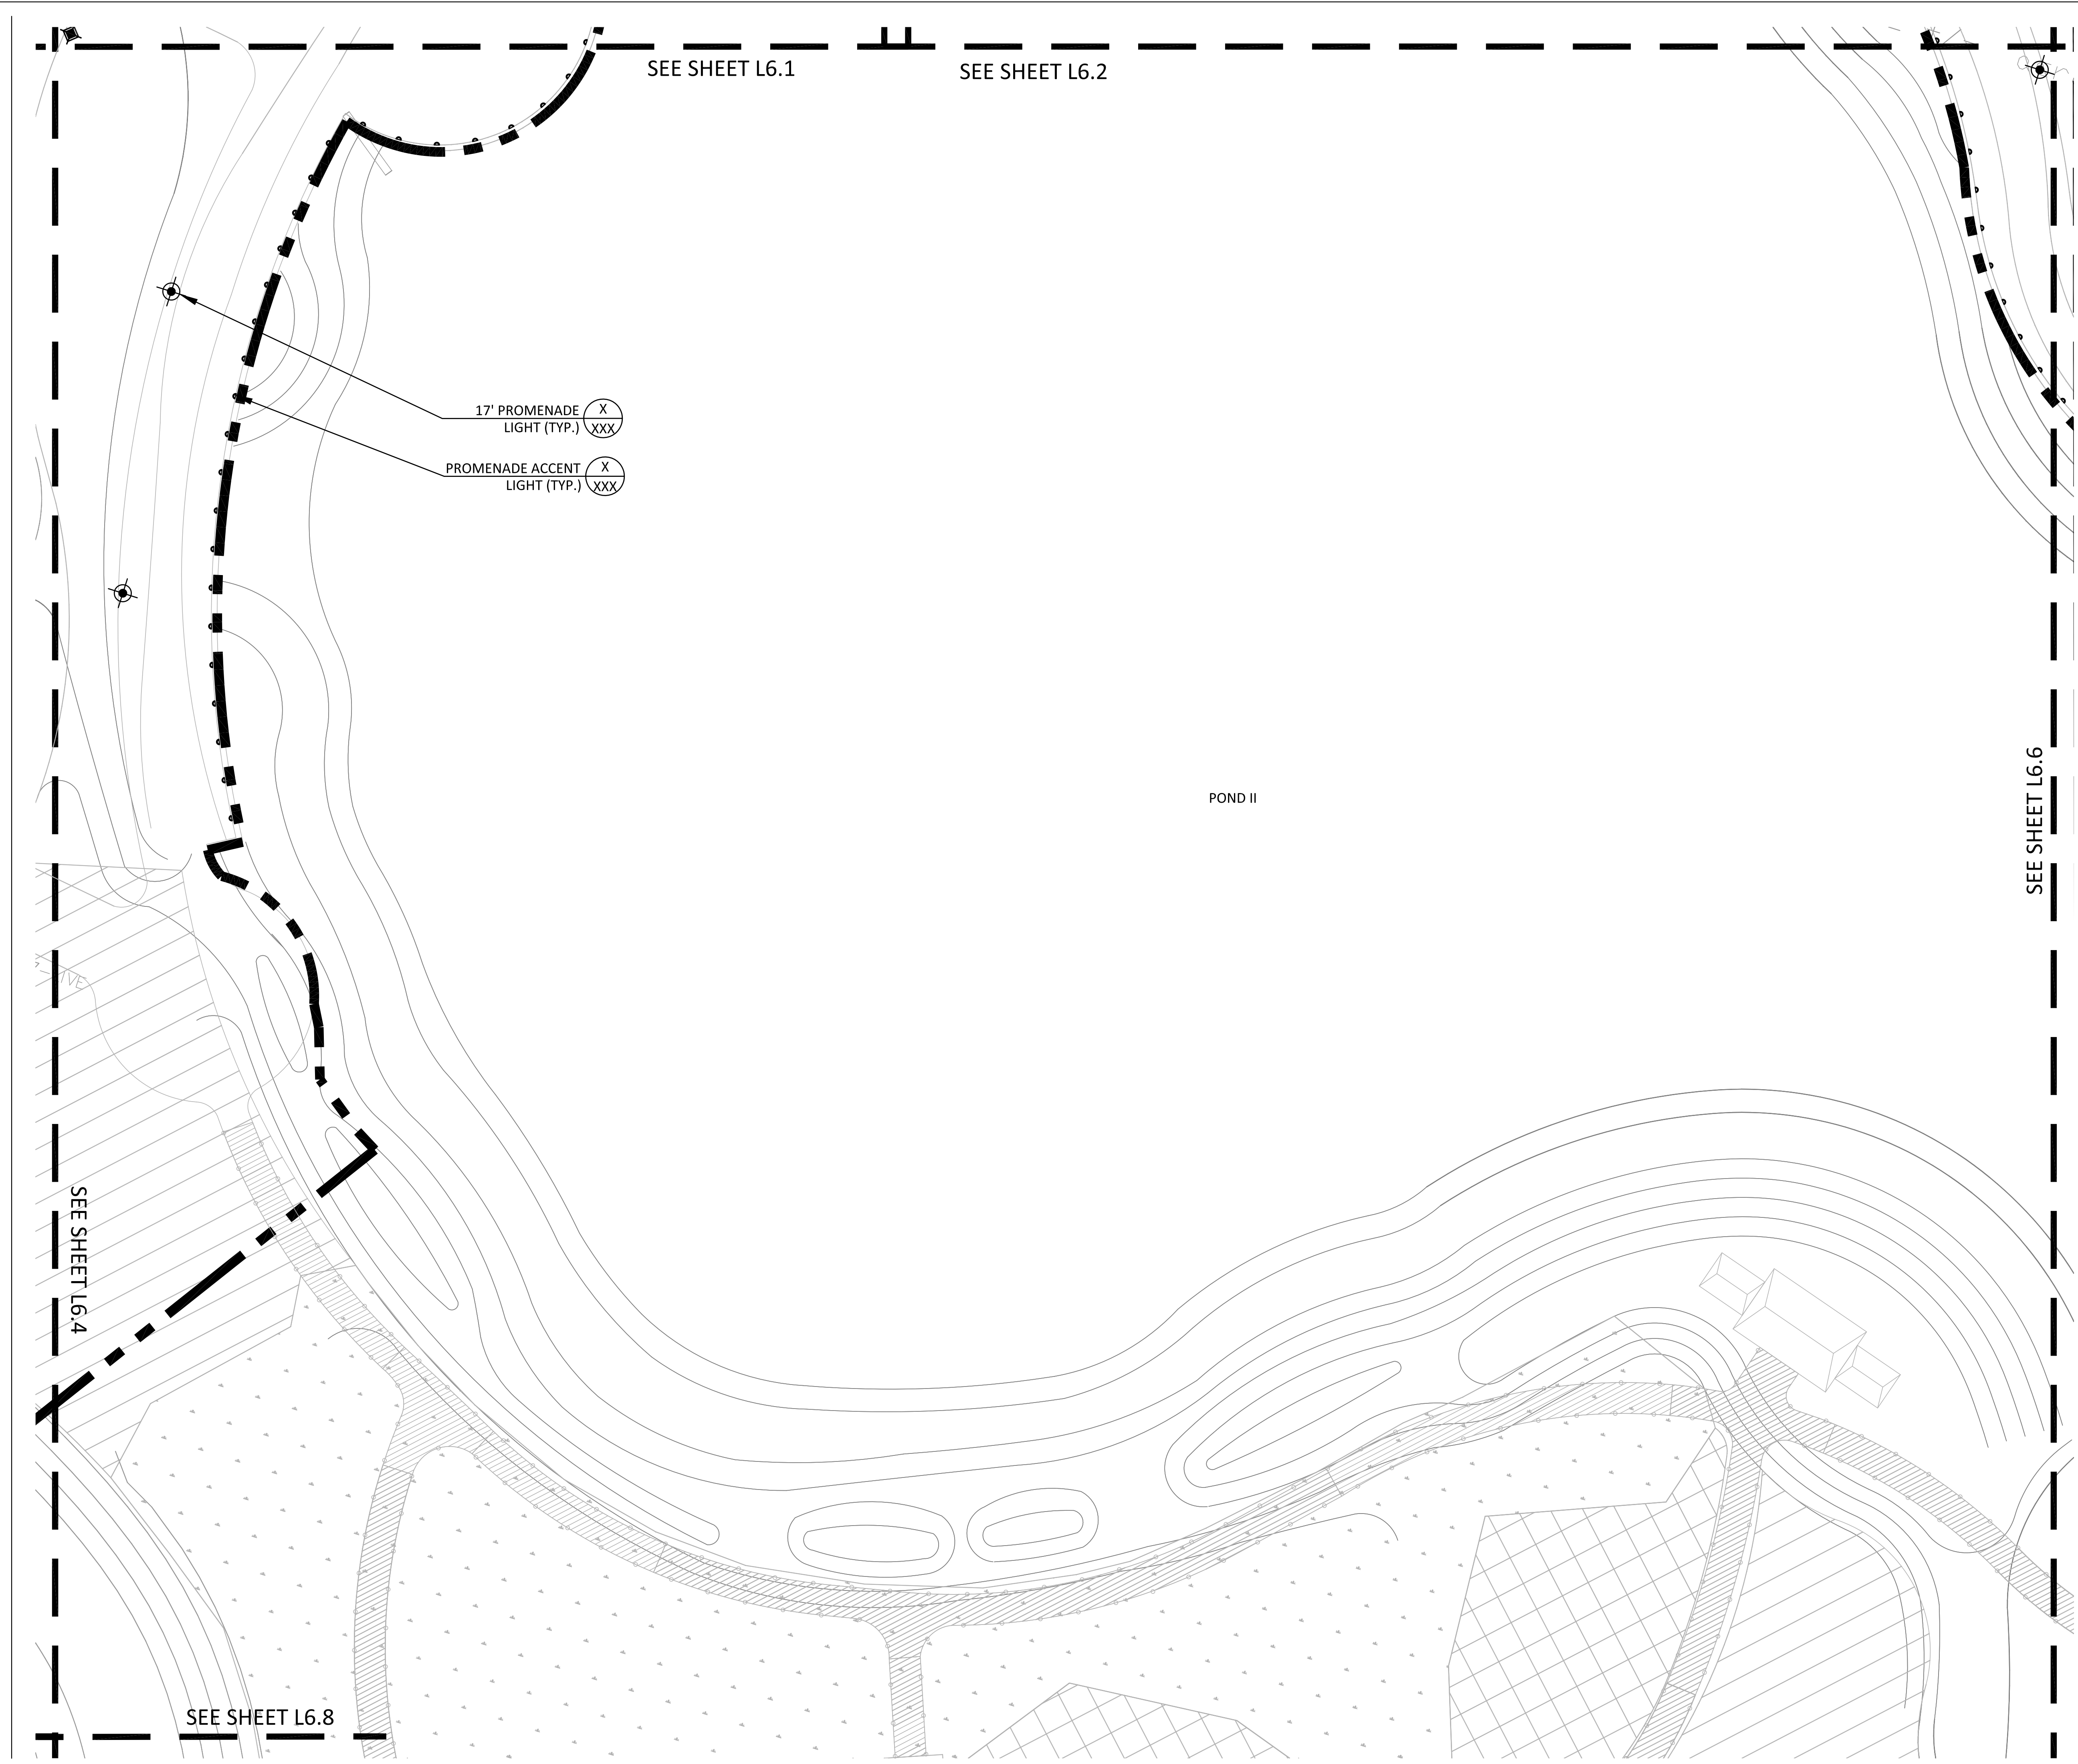 SEE SHEET L6.1
SEE SHEET L6.2
17' PROMENADE
LIGHT (TYP.)
X
XXX
PROMENADE ACCENT
LIGHT (TYP.)
X
XXX
POND II
SEE SHEET L6.6
SEE SHEET L6.4
SEE SHEET L6.8